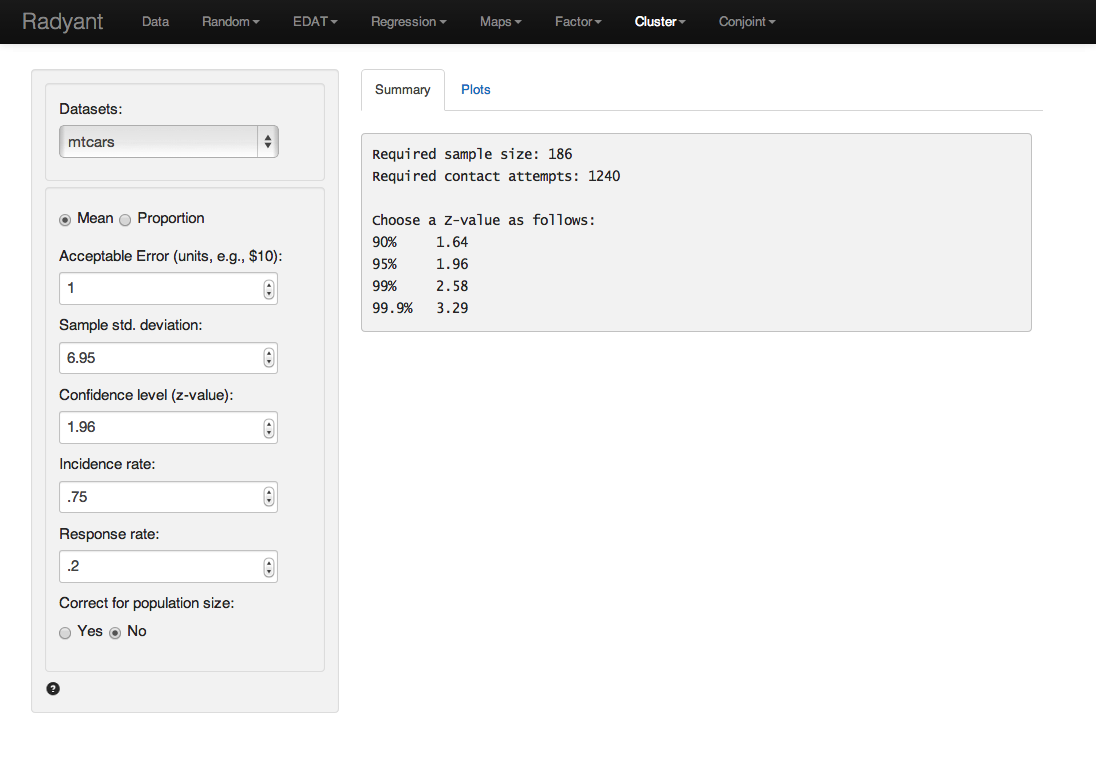 Radyant Data Random EDAT Regression Maps Factor Cluster Conjoint
Datasets:
mtcars
Mean Proportion
Acceptable Error (units, e.g., $10):
1
Sample std. deviation:
6.95
Confidence level (z-value):
1.96
Incidence rate:
.75
Response rate:
.2
Correct for population size:
Yes No
?
Summary Plots
Required sample size: 186
Required contact attempts: 1240
Choose a Z-value as follows:
90% 1.64
95% 1.96
99% 2.58
99.9% 3.29